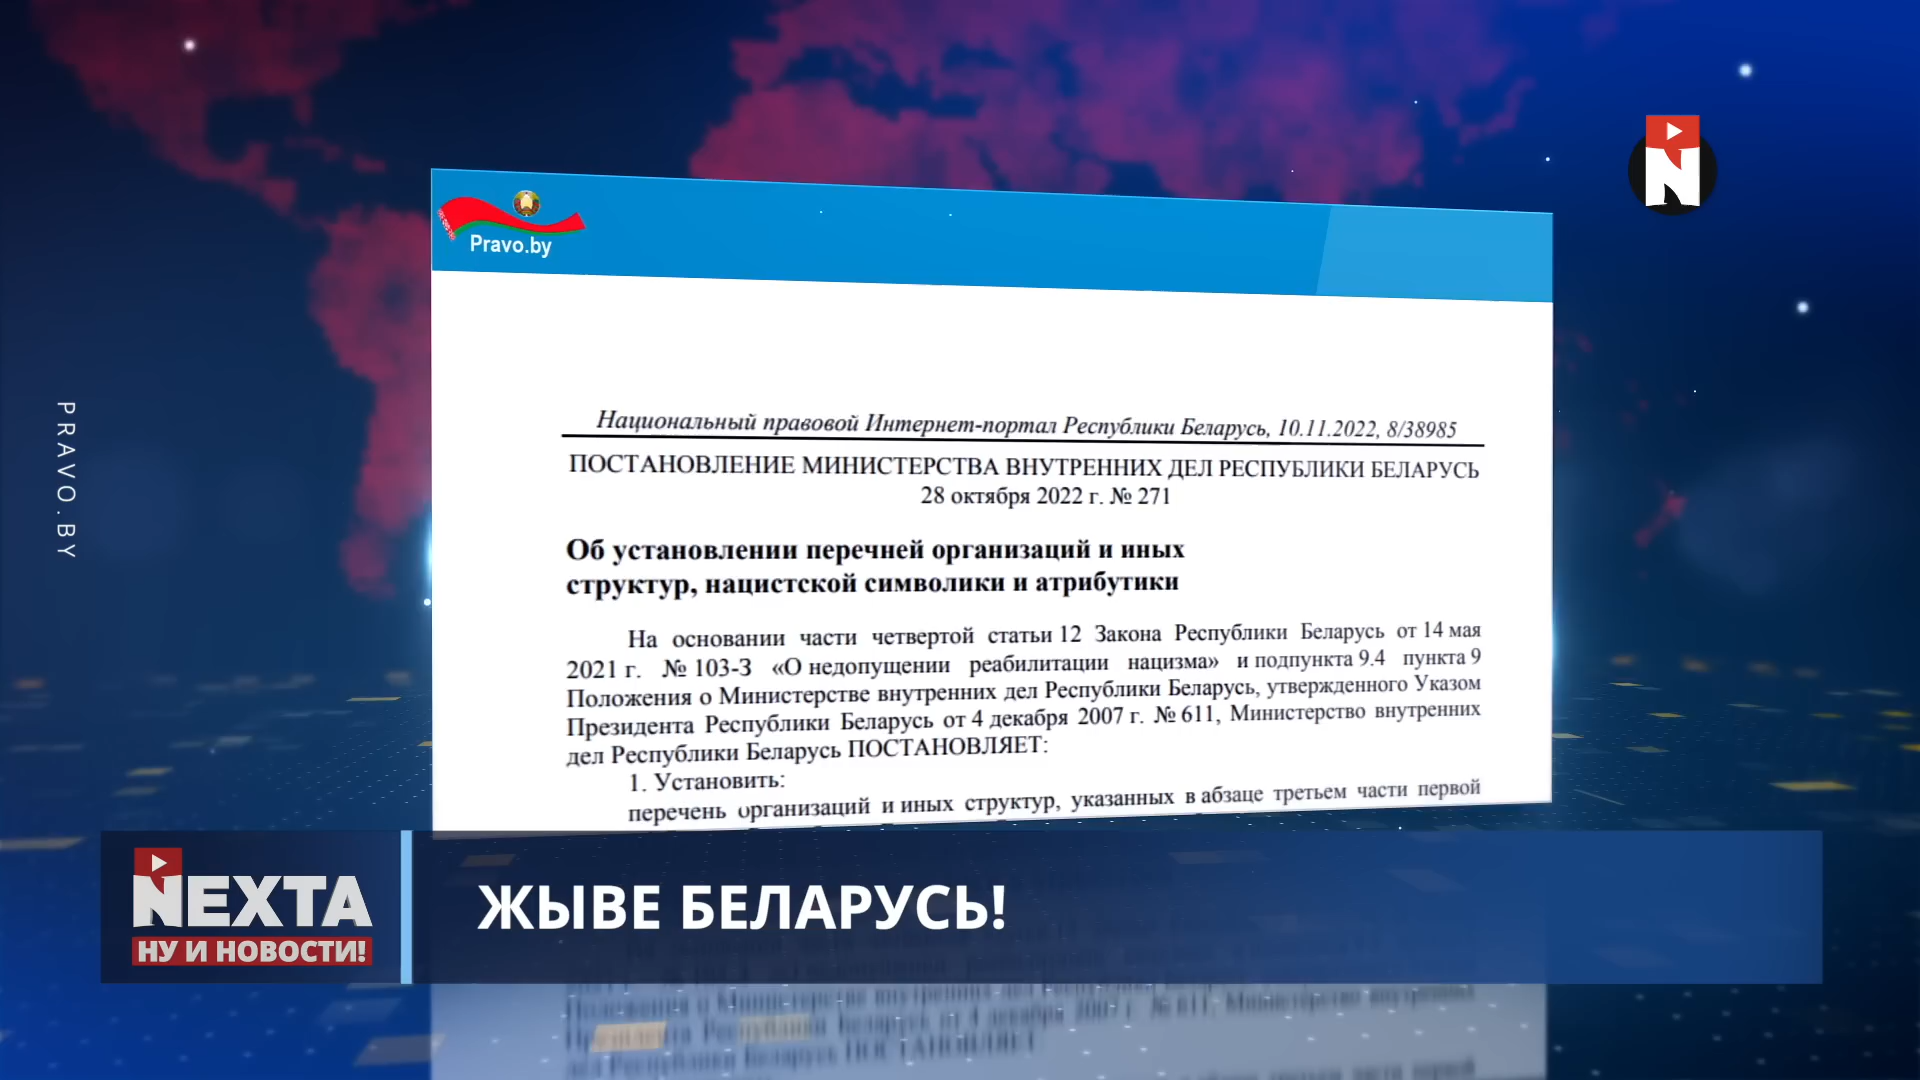 PRAVO.BY
Pravo.by
Национальный правовой Интернет-портал Республики Беларусь, 10.11.2022, 8/38985
ПОСТАНОВЛЕНИЕ МИНИСТЕРСТВА ВНУТРЕННИХ ДЕЛ РЕСПУБЛИКИ БЕЛАРУСЬ
28 октября 2022 г. № 271
Об установлении перечней организаций и иных
структур, нацистской символики и атрибутики
На основании части четвертой статьи 12 Закона Республики Беларусь от 14 мая
2021 г. № 103-З «О недопущении реабилитации нацизма» и подпункта 9.4 пункта 9
Положения о Министерстве внутренних дел Республики Беларусь, утвержденного Указом
Президента Республики Беларусь от 4 декабря 2007 г. № 611, Министерство внутренних
дел Республики Беларусь ПОСТАНОВЛЯЕТ:
1. Установить:
перечень организаций и иных структур, указанных в абзаце третьем части первой
NEXTA
НУ И НОВОСТИ!
ЖЫВЕ БЕЛАРУСЬ!